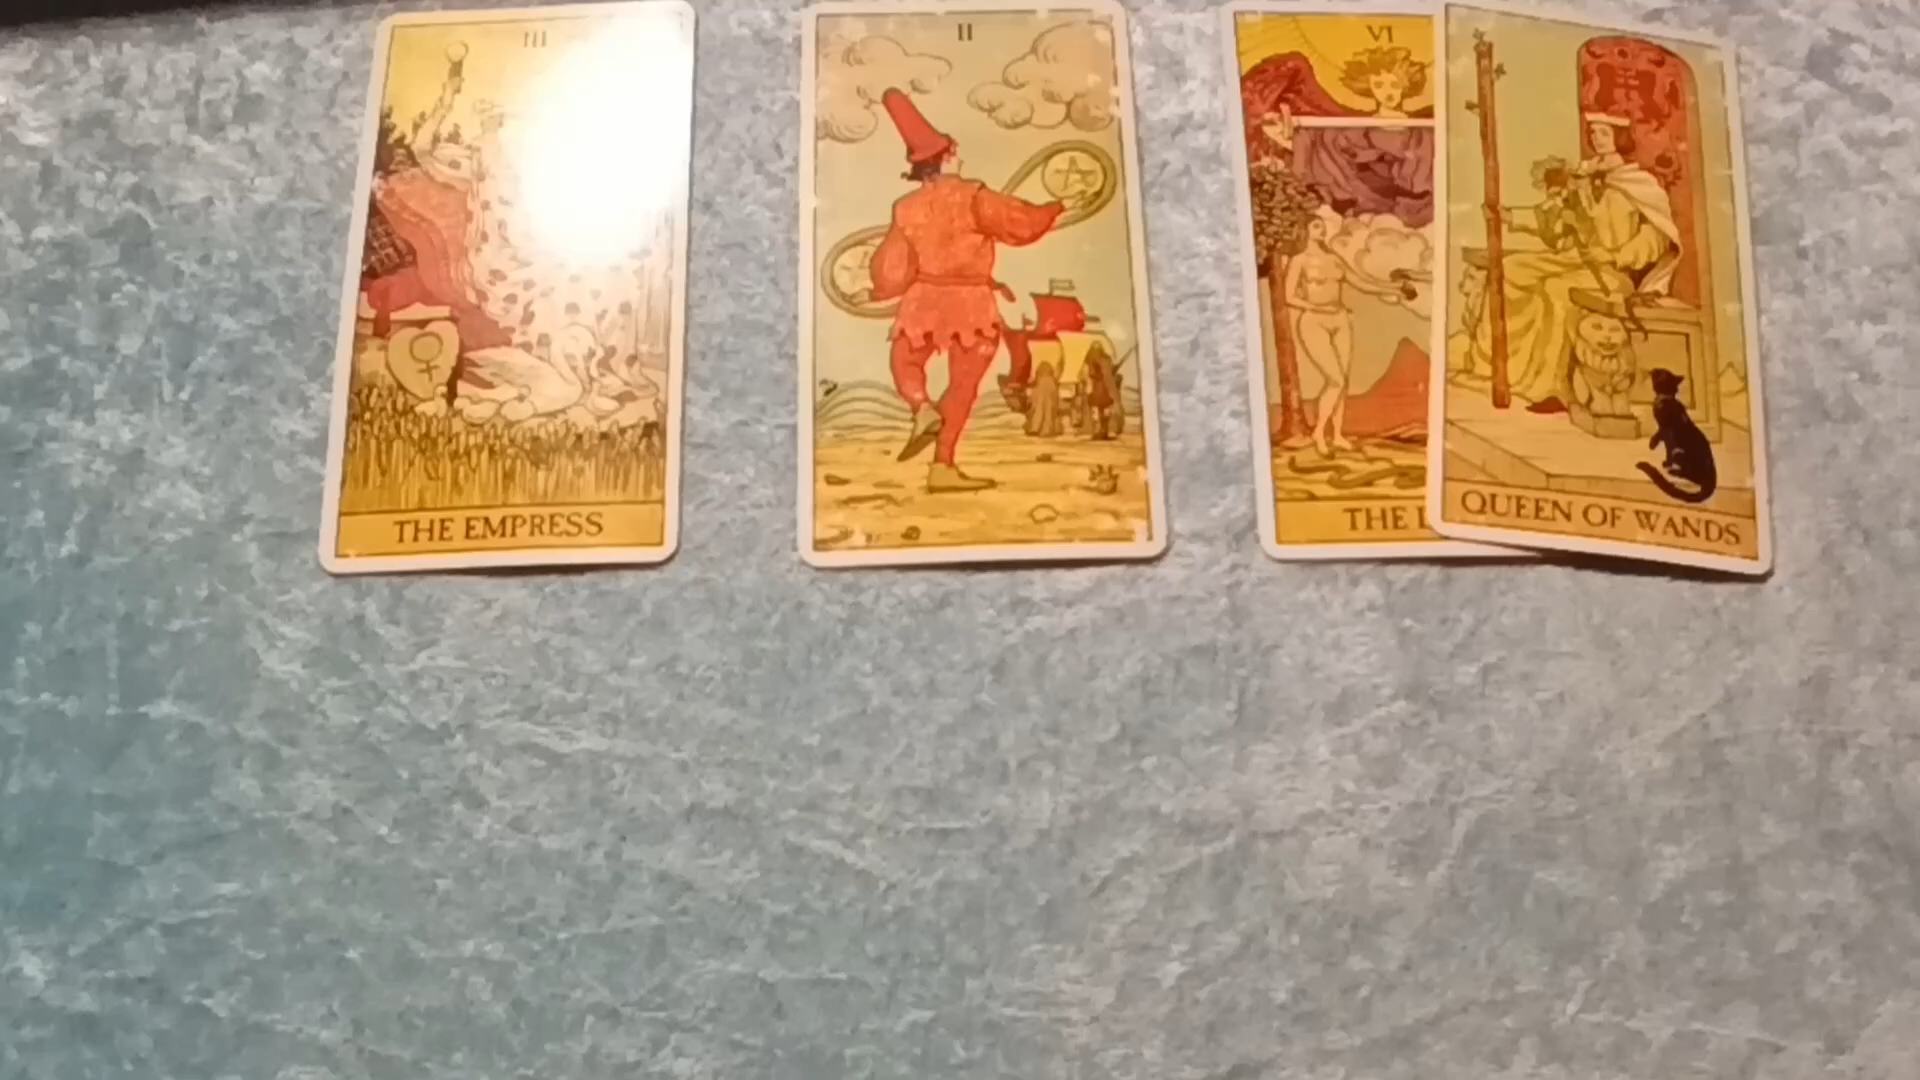 III
THE EMPRESS
II
VI
THE L
QUEEN OF WANDS